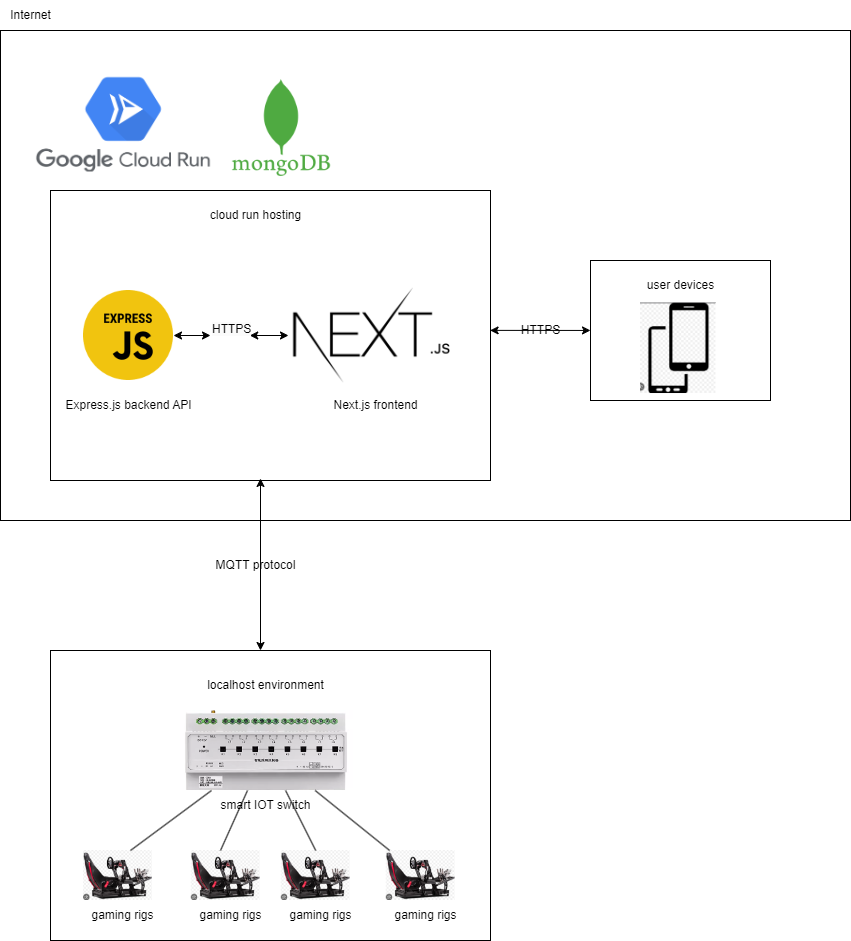 Internet
Google Cloud Run
mongoDB
cloud run hosting
user devices
EXPRESS
JS
HTTPS
NEXT
.JS
HTTPS
Express.js backend API
Next.js frontend
MQTT protocol
localhost environment
smart IOT switch
gaming rigs
gaming rigs
gaming rigs
gaming rigs